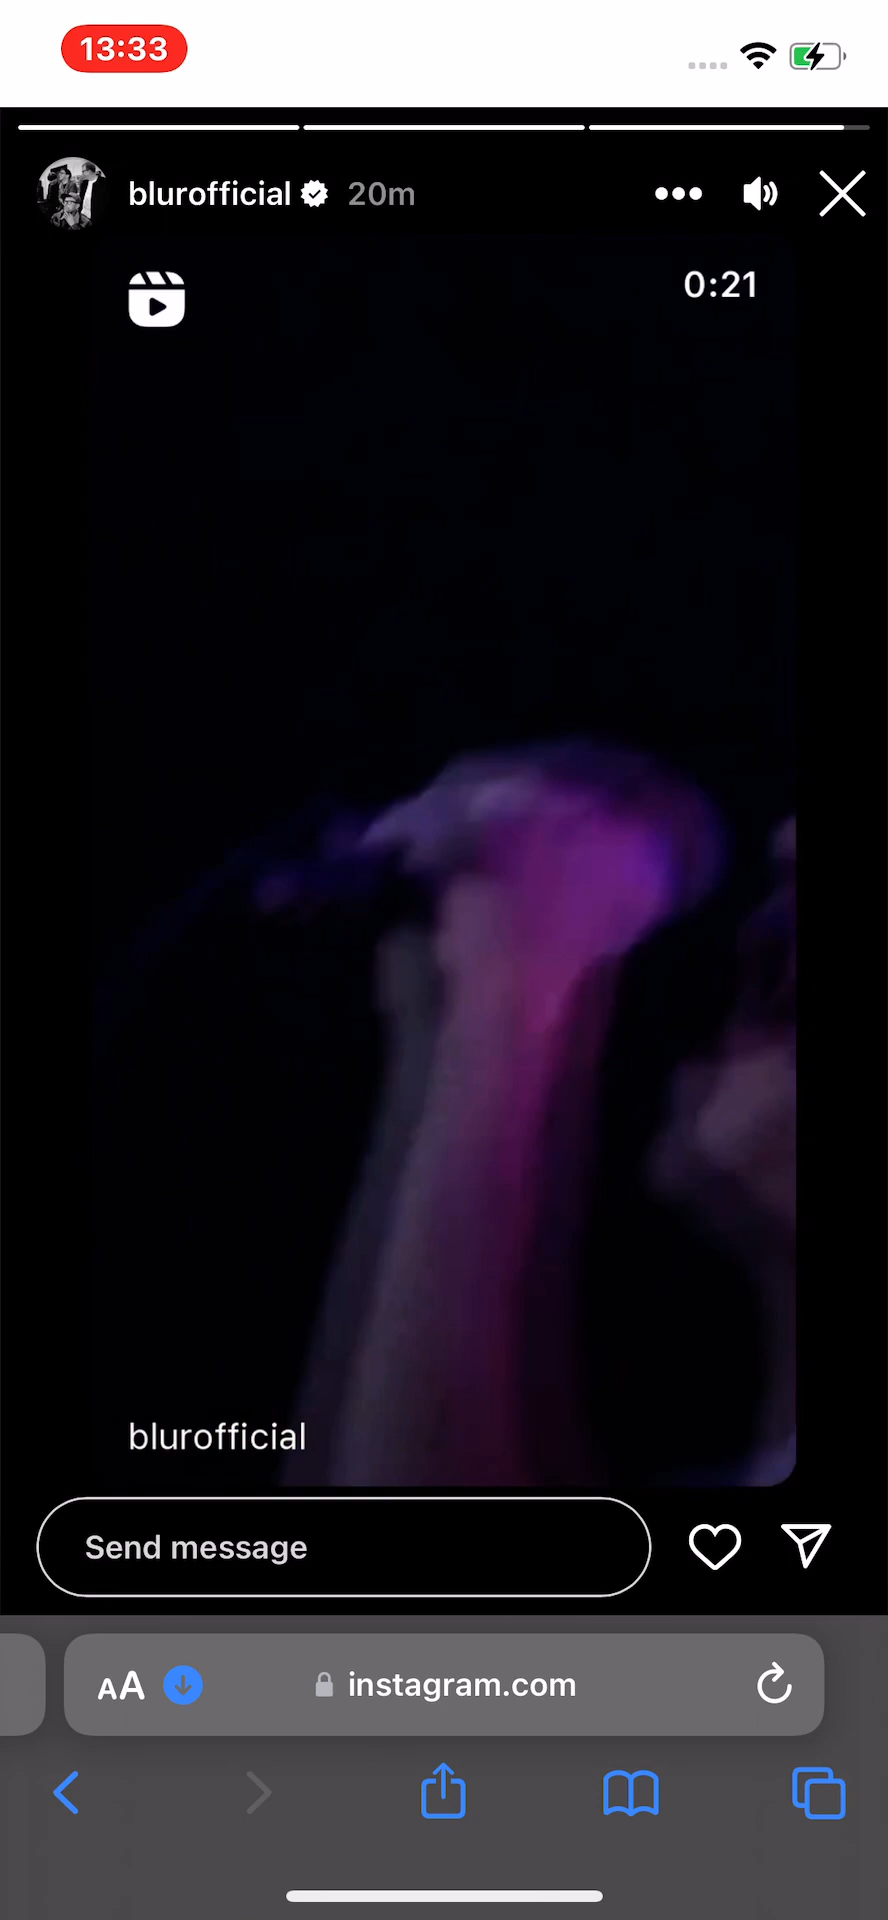 13:33
blurofficial 20m
0:21
blurofficial
Send message
AA instagram.com